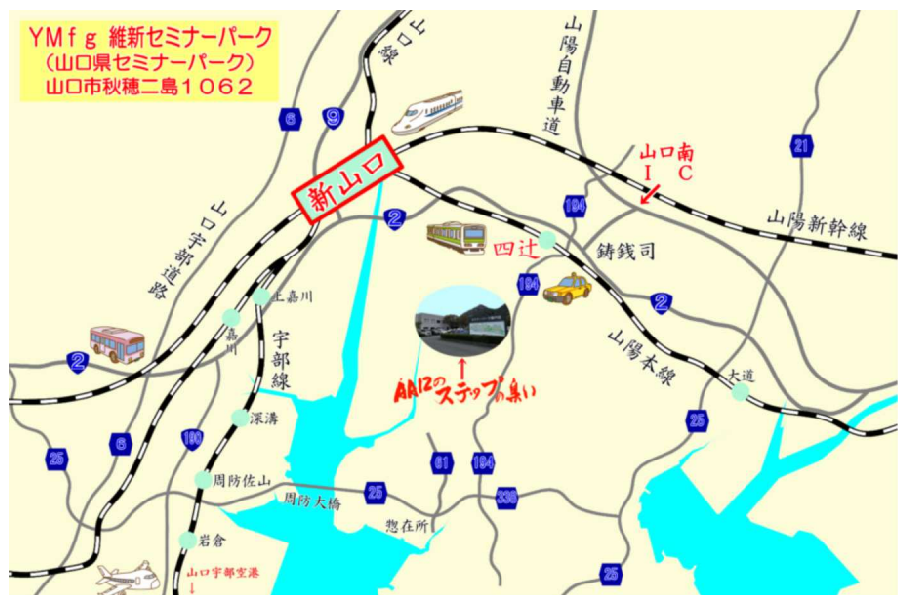 YMfg 維新セミナーパーク
(山口県セミナーパーク)
山口市秋穂二島1062
山口線
山陽自動車道
6
9
21
新山口
山口南
IC
194
山陽新幹線
山口宇部道路
2
四辻
鋳銭司
194
2
上嘉川
嘉川
宇部線
山陽本線
2
大道
AA12の
ステップの集い
深溝
25
6
190
25
61
194
338
周防佐山
周防大橋
25
惣在所
岩倉
山口宇部空港
↓
25